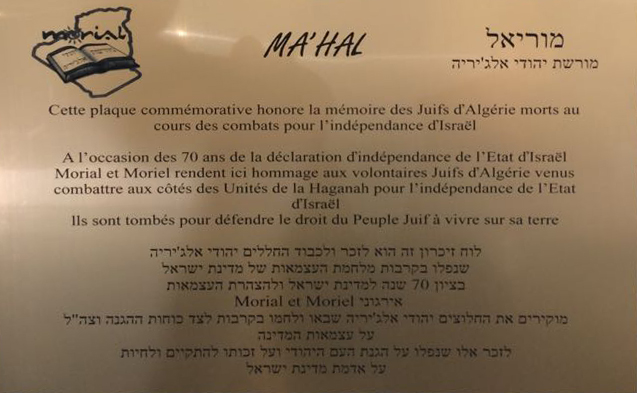 morial
MA'HAL
מוריאל
מורשת יהודי אלג'יריה
Cette plaque commémorative honore la mémoire des Juifs d'Algérie morts au
cours des combats pour l'indépendance d'Israël
A l'occasion des 70 ans de la déclaration d'indépendance de l'Etat d'Israël
Morial et Moriel rendent ici hommage aux volontaires Juifs d'Algérie venus
combattre aux côtés des Unités de la Haganah pour l'indépendance de l'Etat
d'Israël
Ils sont tombés pour défendre le droit du Peuple Juif à vivre sur sa terre
לוח זיכרון זה הוא לזכר ולכבוד החללים יהודי אלג'יריה
שנפלו בקרבות מלחמת העצמאות של מדינת ישראל
בציון 70 שנה למדינת ישראל ולהצהרת העצמאות
אירגוני Morial et Moriel
מוקירים את החלוצים יהודי אלג'יריה שבאו ולחמו בקרבות לצד כוחות ההגנה וצה"ל
על עצמאות המדינה
לזכר אלו שנפלו על הגנת העם היהודי ועל זכותו להתקיים ולחיות
על אדמת מדינת ישראל